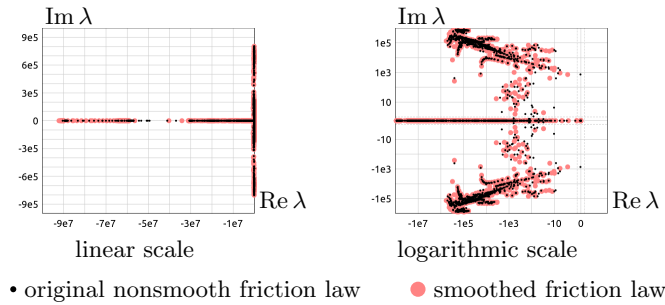 Im λ
9e5
6e5
3e5
0
-3e5
-6e5
-9e5
-9e7 -7e7 -5e7 -3e7 -1e7
Re λ
linear scale
Im λ
1e5
1e3
10
-10
-1e3
-1e5
-1e7 -1e5 -1e3 -10 0
Re λ
logarithmic scale
• original nonsmooth friction law ● smoothed friction law